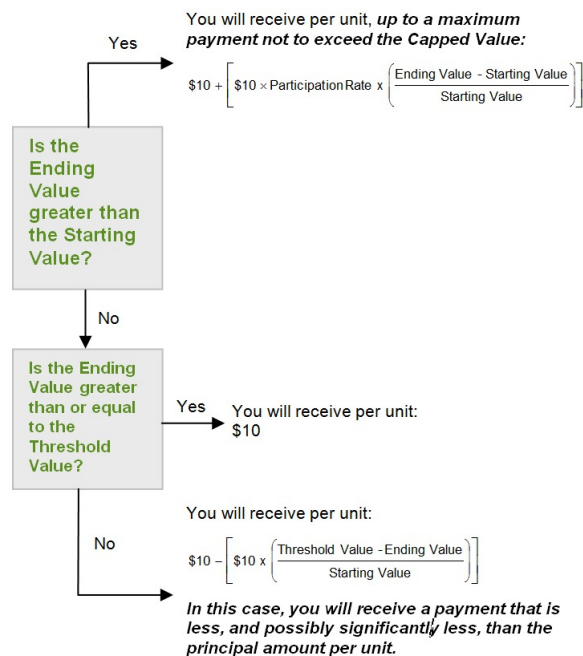 You will receive per unit, up to a maximum
payment not to exceed the Capped Value:
Yes
$10 + [ $10 × Participation Rate x ( Ending Value - Starting Value / Starting Value ) ]
Is the
Ending
Value
greater than
the Starting
Value?
No
Is the Ending
Value greater
than or equal
to the
Threshold
Value?
Yes
You will receive per unit:
$10
You will receive per unit:
No
$10 − [ $10 x ( Threshold Value - Ending Value / Starting Value ) ]
In this case, you will receive a payment that is
less, and possibly significantly less, than the
principal amount per unit.